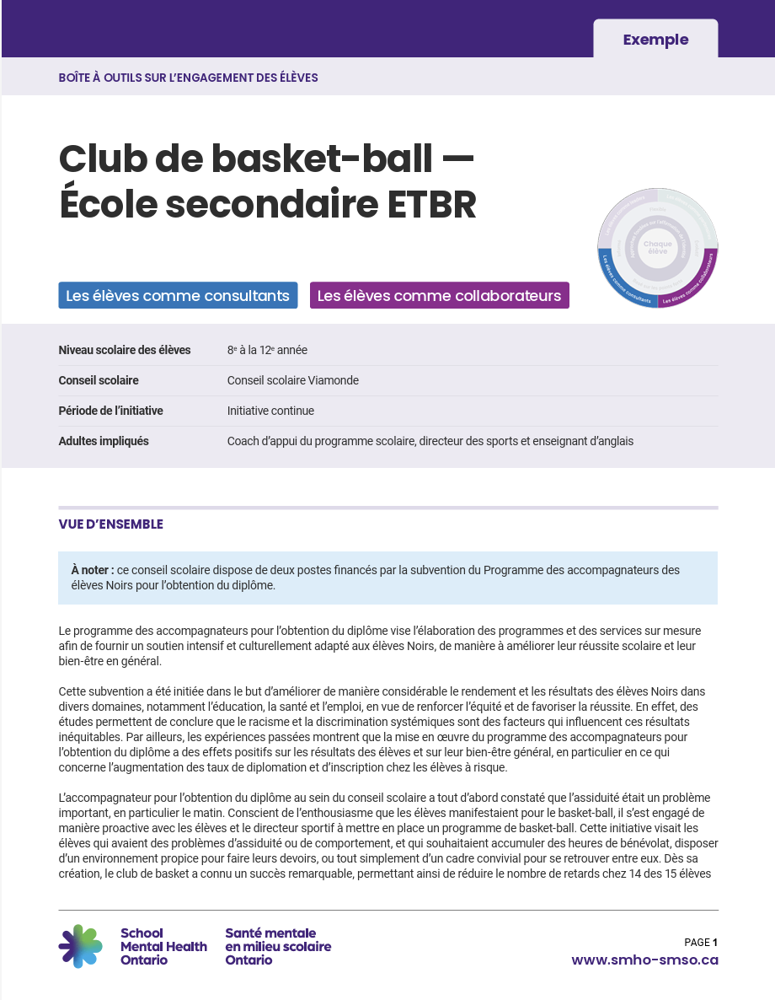 Exemple
BOÎTE À OUTILS SUR L’ENGAGEMENT DES ÉLÈVES
Club de basket-ball —
École secondaire ETBR
Chaque
élève
Les élèves comme consultants
Les élèves comme collaborateurs
Les élèves comme consultants
Les élèves comme collaborateurs
Niveau scolaire des élèves 8e à la 12e année
Conseil scolaire Conseil scolaire Viamonde
Période de l’initiative Initiative continue
Adultes impliqués Coach d’appui du programme scolaire, directeur des sports et enseignant d’anglais
VUE D’ENSEMBLE
À noter : ce conseil scolaire dispose de deux postes financés par la subvention du Programme des accompagnateurs des
élèves Noirs pour l’obtention du diplôme.
Le programme des accompagnateurs pour l’obtention du diplôme vise l’élaboration des programmes et des services sur mesure
afin de fournir un soutien intensif et culturellement adapté aux élèves Noirs, de manière à améliorer leur réussite scolaire et leur
bien-être en général.
Cette subvention a été initiée dans le but d’améliorer de manière considérable le rendement et les résultats des élèves Noirs dans
divers domaines, notamment l’éducation, la santé et l’emploi, en vue de renforcer l’équité et de favoriser la réussite. En effet, des
études permettent de conclure que le racisme et la discrimination systémiques sont des facteurs qui influencent ces résultats
inéquitables. Par ailleurs, les expériences passées montrent que la mise en œuvre du programme des accompagnateurs pour
l’obtention du diplôme a des effets positifs sur les résultats des élèves et sur leur bien-être général, en particulier en ce qui
concerne l’augmentation des taux de diplomation et d’inscription chez les élèves à risque.
L’accompagnateur pour l’obtention du diplôme au sein du conseil scolaire a tout d’abord constaté que l’assiduité était un problème
important, en particulier le matin. Conscient de l’enthousiasme que les élèves manifestaient pour le basket-ball, il s’est engagé de
manière proactive avec les élèves et le directeur sportif à mettre en place un programme de basket-ball. Cette initiative visait les
élèves qui avaient des problèmes d’assiduité ou de comportement, et qui souhaitaient accumuler des heures de bénévolat, disposer
d’un environnement propice pour faire leurs devoirs, ou tout simplement d’un cadre convivial pour se retrouver entre eux. Dès sa
création, le club de basket a connu un succès remarquable, permettant ainsi de réduire le nombre de retards chez 14 des 15 élèves
School
Mental Health
Ontario
Santé mentale
en milieu scolaire
Ontario
PAGE 1
www.smho-smso.ca